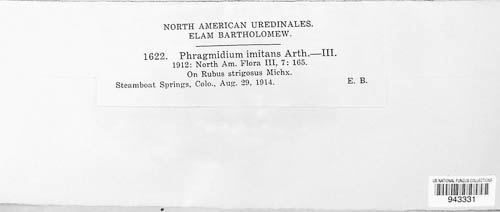 NORTH AMERICAN UREDINALES.
ELAM BARTHOLOMEW.
1622. Phragmidium imitans Arth.—III.
1912: North Am. Flora III, 7: 165.
On Rubus strigosus Michx.
Steamboat Springs, Colo., Aug. 29, 1914. E. B.
US NATIONAL FUNGUS COLLECTIONS
943331